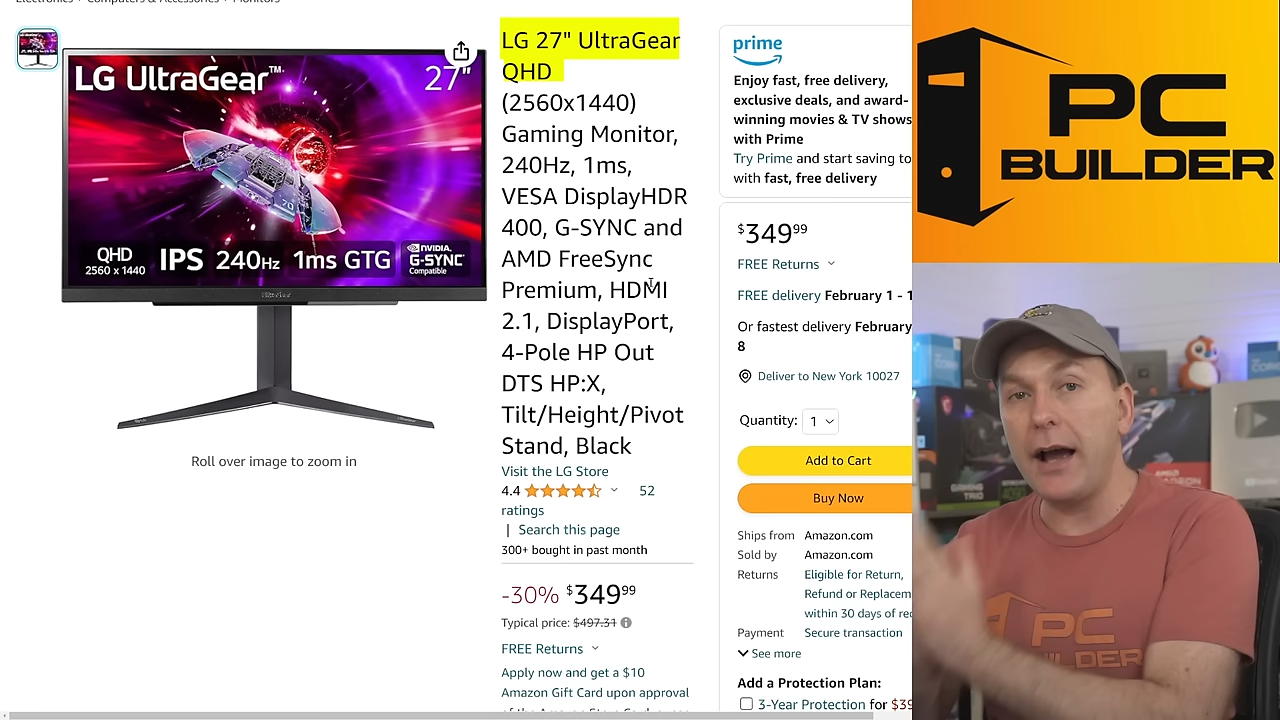 Electronics › Computers & Accessories › Monitors
LG UltraGear™
27"
QHD
2560 x 1440
IPS
240Hz
1ms GTG
NVIDIA.
G-SYNC®
Compatible
Roll over image to zoom in
LG 27" UltraGear
QHD
(2560x1440)
Gaming Monitor,
240Hz, 1ms,
VESA DisplayHDR
400, G-SYNC and
AMD FreeSync
Premium, HDMI
2.1, DisplayPort,
4-Pole HP Out
DTS HP:X,
Tilt/Height/Pivot
Stand, Black
Visit the LG Store
4.4 52
ratings
| Search this page
300+ bought in past month
-30% $349 99
Typical price: $497.31
FREE Returns
Apply now and get a $10
Amazon Gift Card upon approval
prime
Enjoy fast, free delivery,
exclusive deals, and award-
winning movies & TV shows
with Prime
Try Prime and start saving to
with fast, free delivery
$349 99
FREE Returns
FREE delivery February 1 - 1
Or fastest delivery February
8
Deliver to New York 10027
Quantity: 1
Add to Cart
Buy Now
Ships from Amazon.com
Sold by Amazon.com
Returns Eligible for Return,
Refund or Replacem
within 30 days of rec
Payment Secure transaction
See more
Add a Protection Plan:
3-Year Protection for $39
PC
BUILDER
PC
BUILDER
GAMING
TRIO